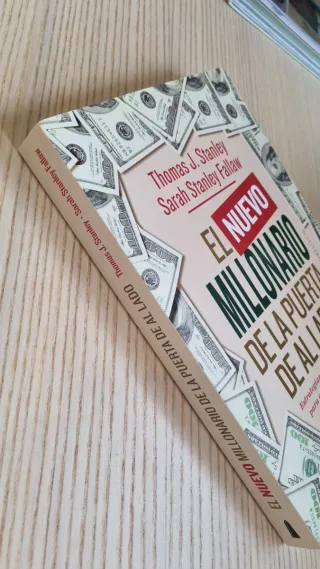 Thomas J. Stanley
Sarah Stanley Fallaw
EL NUEVO
MILLONARIO
DE LA PUERTA
DE AL
Thomas J. Stanley • Sarah Stanley Fallaw
EL NUEVO MILLONARIO DE LA PUERTA DE AL LADO